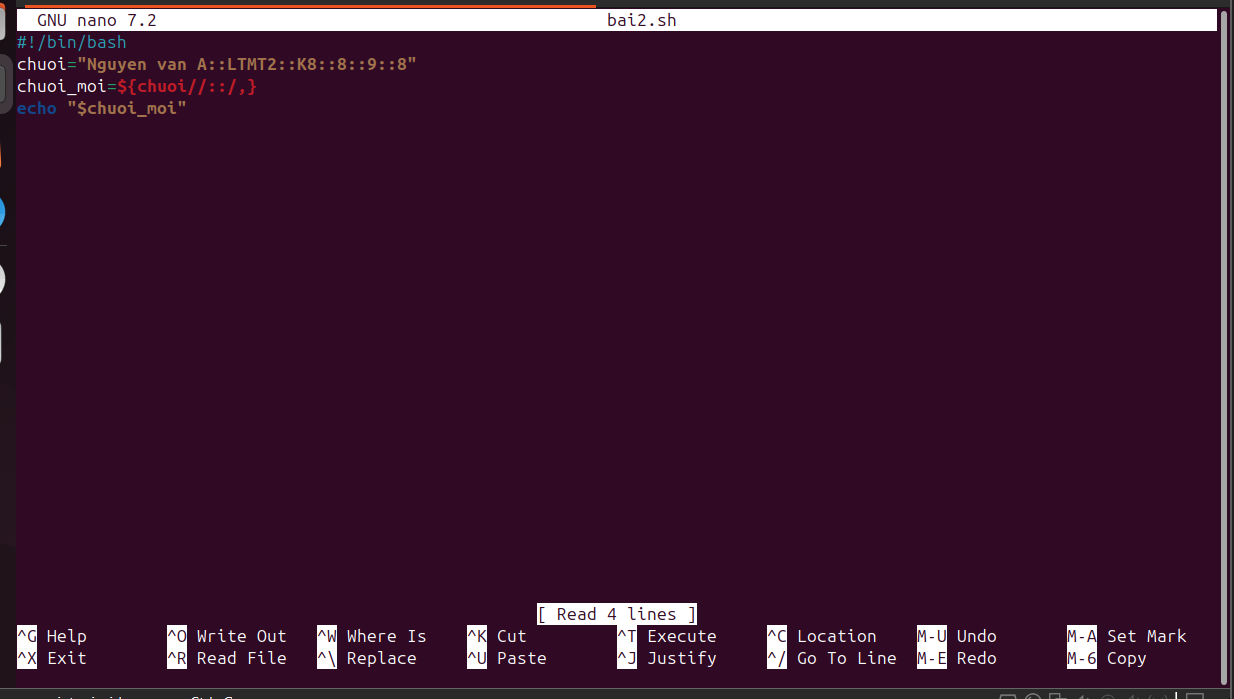 GNU nano 7.2 bai2.sh
#!/bin/bash
chuoi="Nguyen van A::LTMT2::K8::8::9::8"
chuoi_moi=${chuoi//::/,}
echo "$chuoi_moi"
[ Read 4 lines ]
^G Help ^O Write Out ^W Where Is ^K Cut ^T Execute ^C Location M-U Undo M-A Set Mark
^X Exit ^R Read File ^\ Replace ^U Paste ^J Justify ^/ Go To Line M-E Redo M-6 Copy